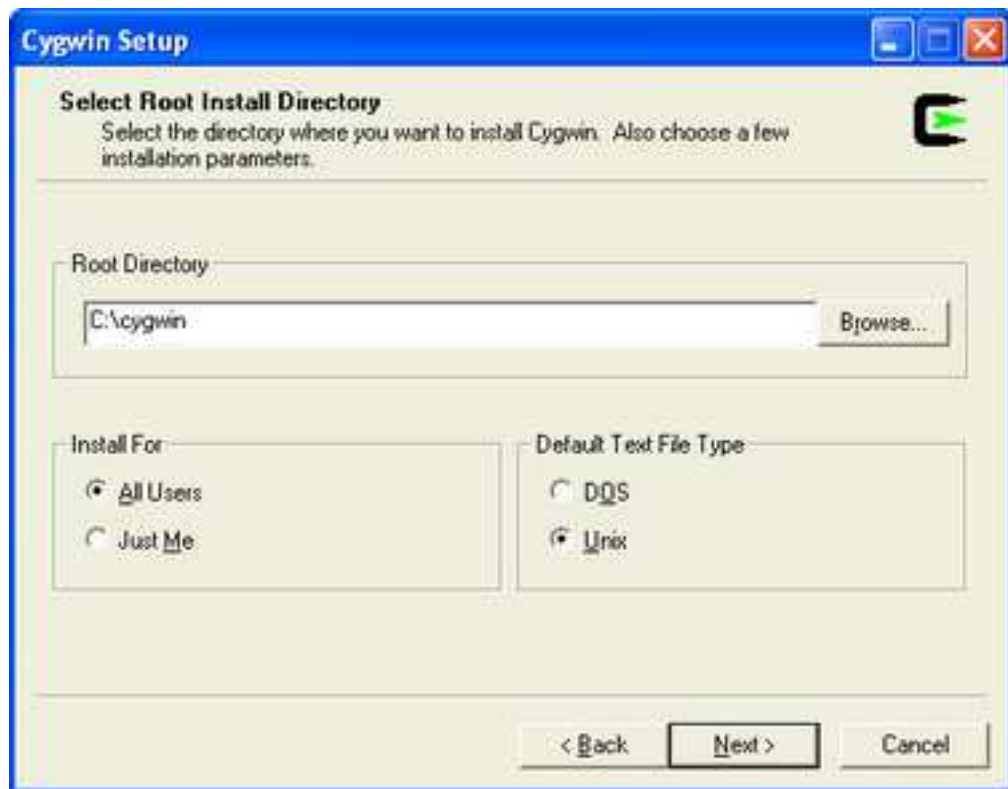 Cygwin Setup
Select Root Install Directory
Select the directory where you want to install Cygwin. Also choose a few
installation parameters.
Root Directory
C:\cygwin
Browse...
Install For
All Users
Just Me
Default Text File Type
DOS
Unix
< Back
Next >
Cancel